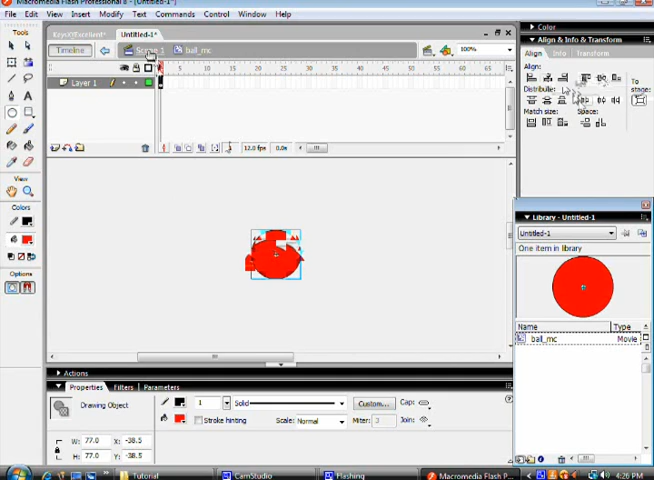 Macromedia Flash Professional 8 - [Untitled-1*]
File Edit View Insert Modify Text Commands Control Window Help
Tools
Untitled-1*
Timeline Scene 1 ball_mc 100%
5 10 15 20 25 30 35 40 45 50 55 60 65
Layer 1
1 12.0 fps 0.0s
View
Colors
Options
Color
Align & Info & Transform
Align Info Transform
Align:
To stage:
Distribute:
Match size: Space:
Library - Untitled-1
Untitled-1
One item in library
Name Type
ball_mc Movie
Actions
Properties Filters Parameters
Drawing Object
1 Solid Custom... Cap:
Stroke hinting Scale: Normal Miter: 3 Join:
W: 77.0 X: -38.5
H: 77.0 Y: -38.5
Tutorial CamStudio Flashing Macromedia Flash P... 4:26 PM